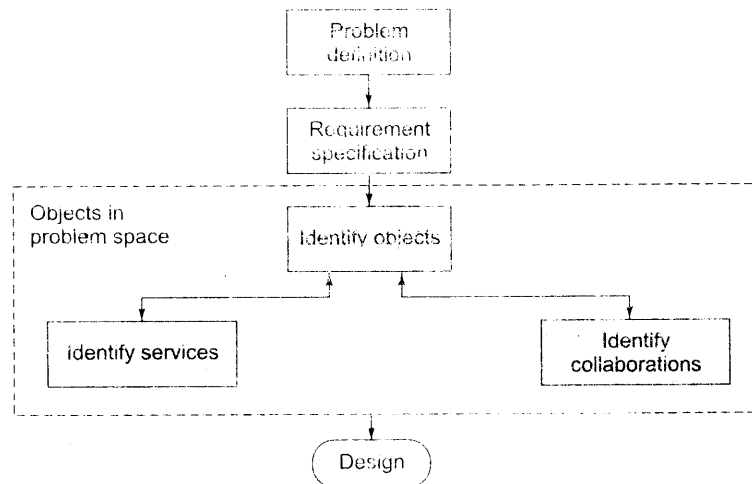 Problem
definition
Requirement
specification
Objects in
problem space
Identify objects
Identify services
Identify
collaborations
Design